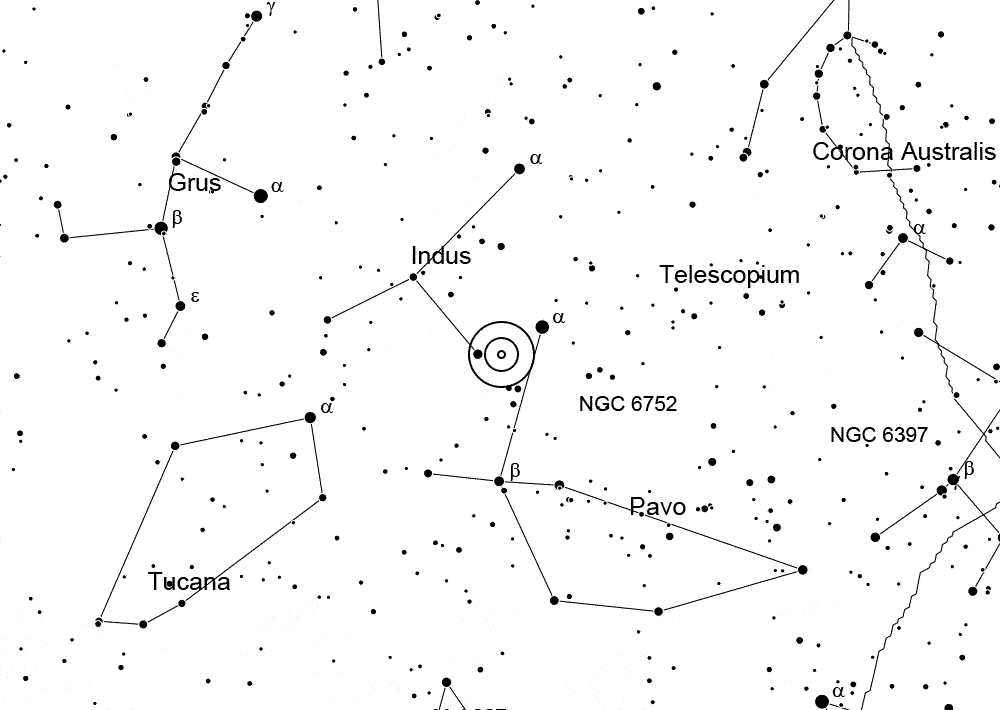 γ
Corona Australis
α
Grus
α
β
α
Indus
Telescopium
ε
α
NGC 6752
α
NGC 6397
β
β
Pavo
Tucana
α